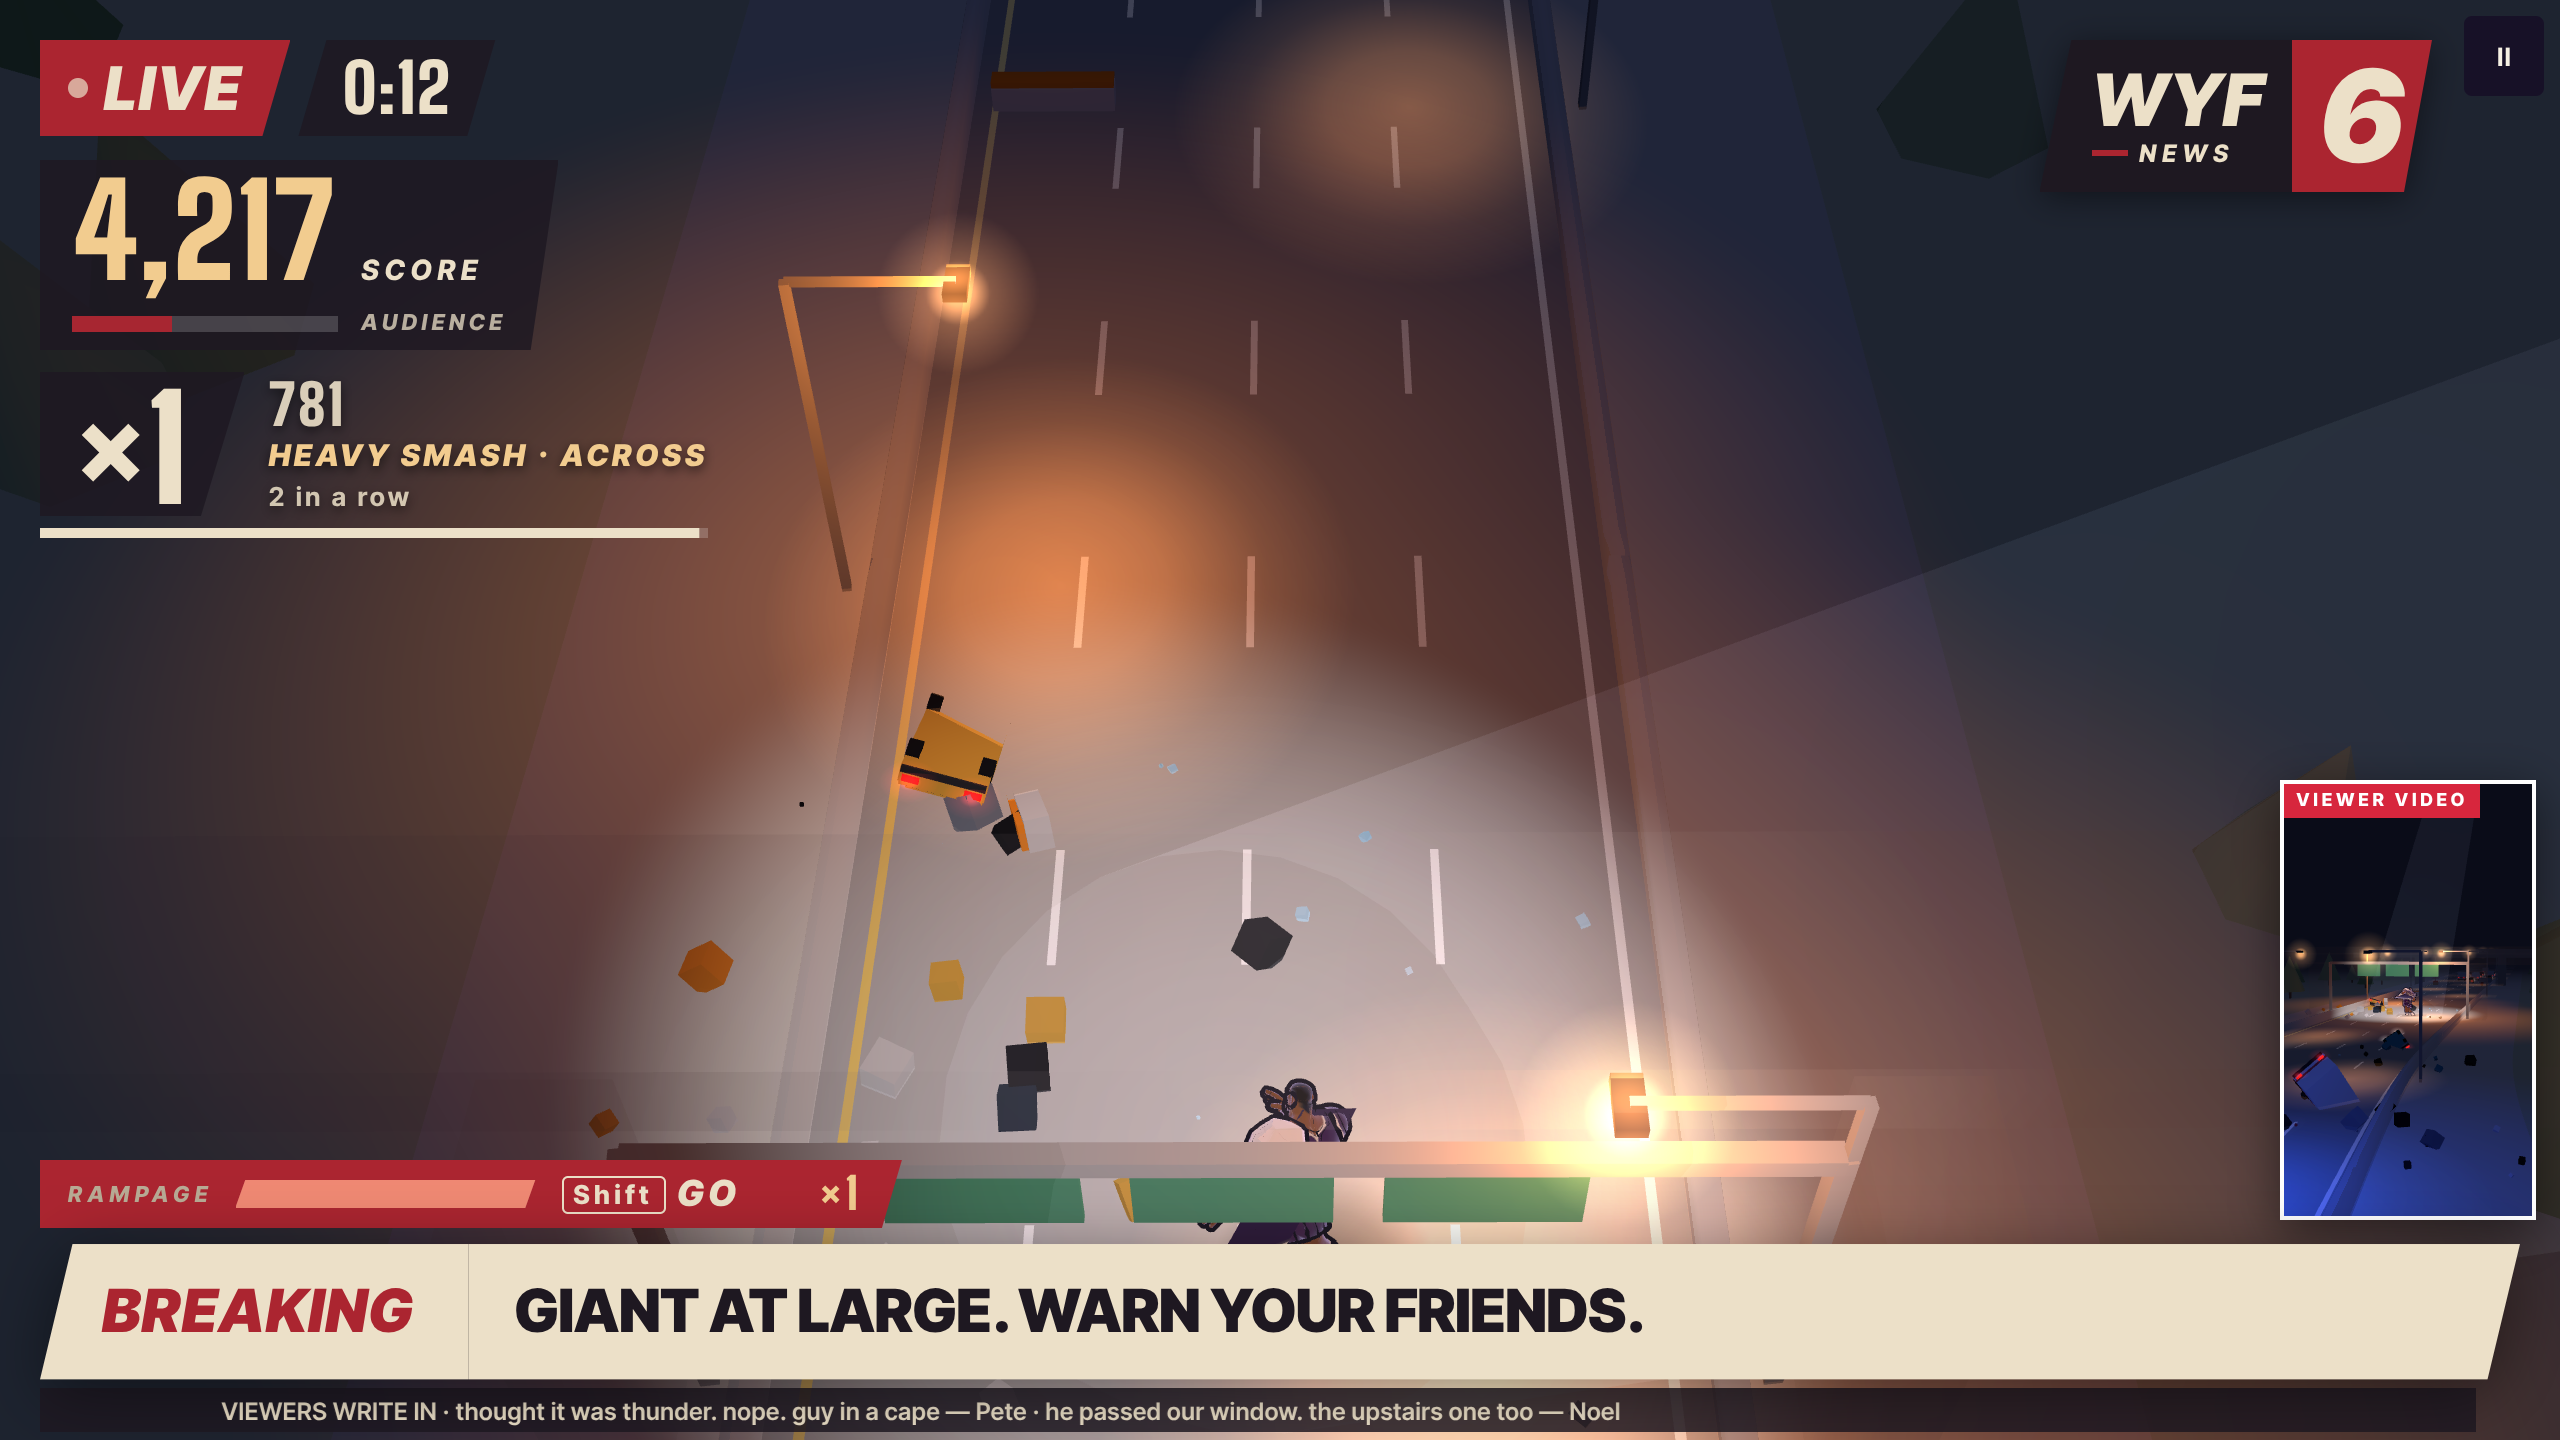 LIVE
0:12
WYF
NEWS
6
4,217 SCORE
AUDIENCE
×1
781
HEAVY SMASH · ACROSS
2 in a row
VIEWER VIDEO
RAMPAGE Shift GO ×1
BREAKING
GIANT AT LARGE. WARN YOUR FRIENDS.
VIEWERS WRITE IN · thought it was thunder. nope. guy in a cape — Pete · he passed our window. the upstairs one too — Noel